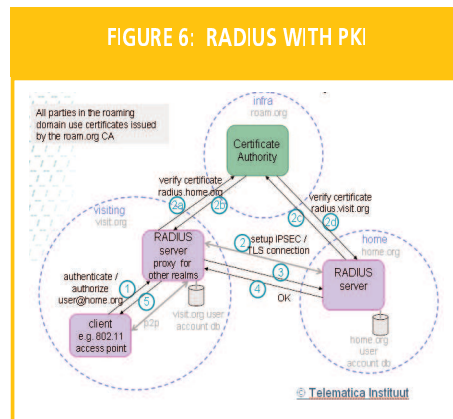 FIGURE 6: RADIUS WITH PKI
All parties in the roaming
domain use certificates issued
by the roam.org CA
infra
roam.org
Certificate
Authority
verify certificate
radius.home.org
2a
2b
verify certificate
radius.visit.org
2c
2d
visiting
visit.org
RADIUS
server
proxy for
other realms
2
setup IPSEC /
TLS connection
home
home.org
RADIUS
server
3
4
OK
authenticate /
authorize
user@home.org
1
5
p2p
visit.org user
account db
client
e.g. 802.11
access point
home.org
user
account db
© Telematica Instituut